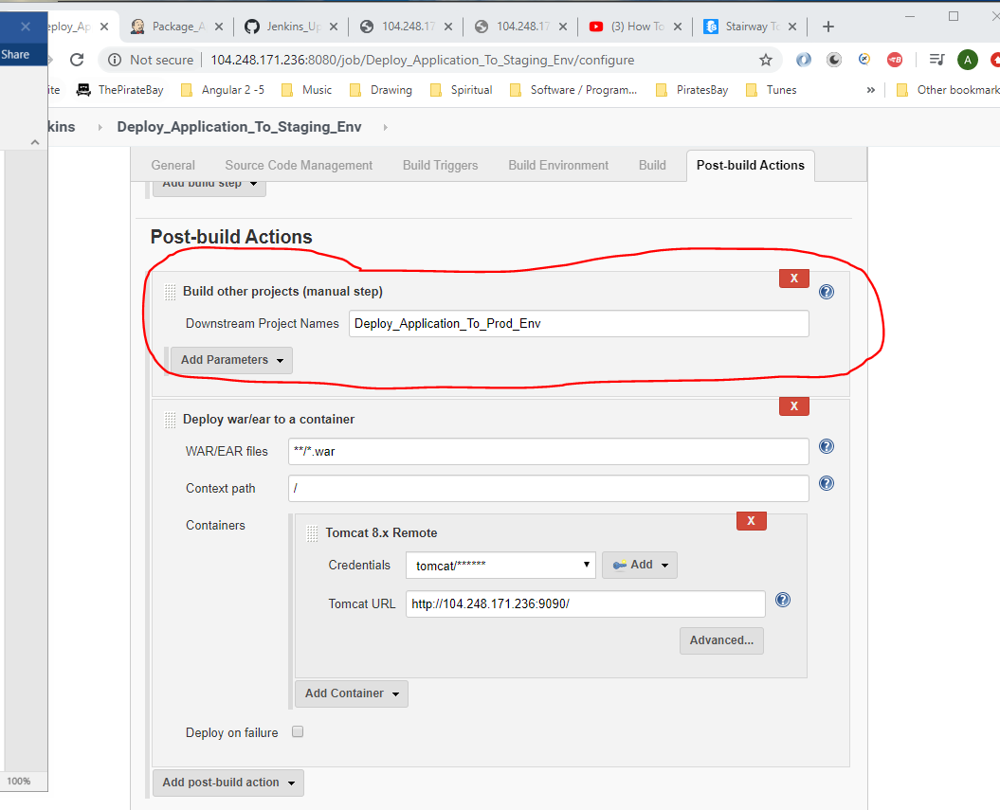 eploy_Ap
Package_A
Jenkins_Up
104.248.17
104.248.17
(3) How To
Stairway To
Share
Not secure | 104.248.171.236:8080/job/Deploy_Application_To_Staging_Env/configure
A
ite
ThePirateBay
Angular 2 -5
Music
Drawing
Spiritual
Software / Program...
PiratesBay
Tunes
»
Other bookmark
kins
Deploy_Application_To_Staging_Env
General
Source Code Management
Build Triggers
Build Environment
Build
Post-build Actions
Add build step
Post-build Actions
X
Build other projects (manual step)
?
Downstream Project Names
Deploy_Application_To_Prod_Env
Add Parameters
X
Deploy war/ear to a container
WAR/EAR files
**/*.war
?
Context path
/
?
Containers
X
Tomcat 8.x Remote
Credentials
tomcat/******
Add
Tomcat URL
http://104.248.171.236:9090/
?
Advanced...
Add Container
Deploy on failure
100%
Add post-build action